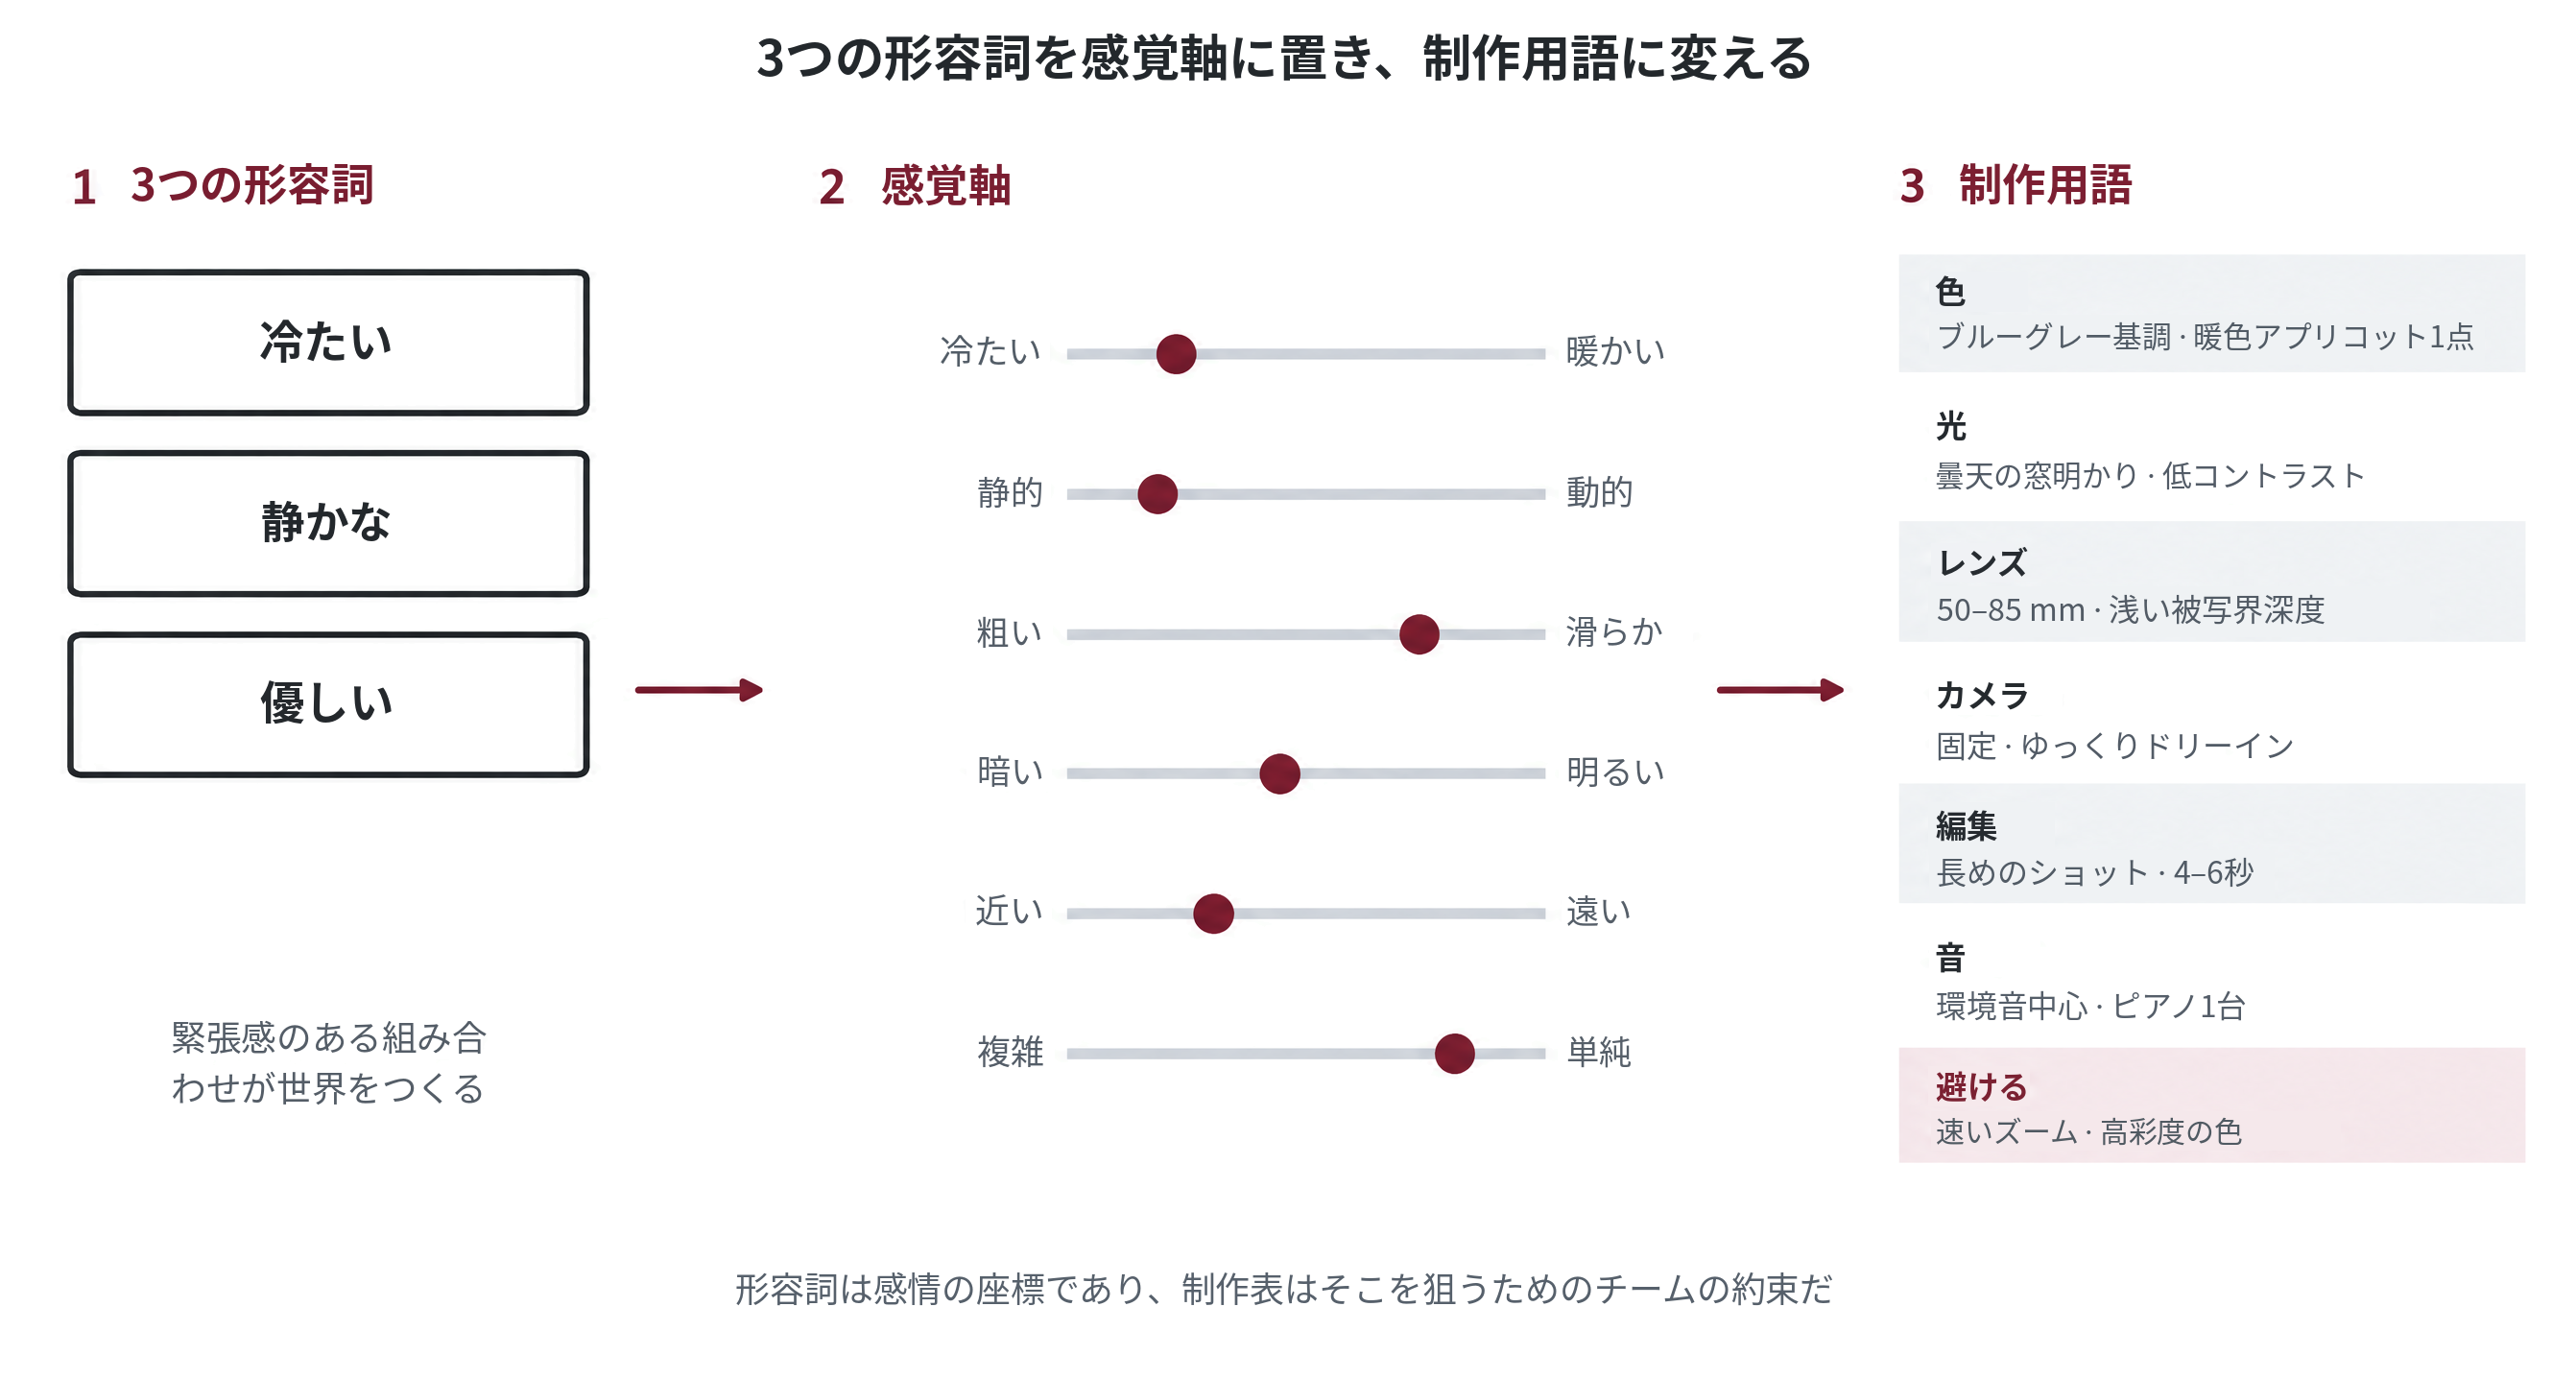 3つの形容詞を感覚軸に置き、制作用語に変える
1 3つの形容詞
冷たい
静かな
優しい
緊張感のある組み合
わせが世界をつくる
2 感覚軸
冷たい 暖かい
静的 動的
粗い 滑らか
暗い 明るい
近い 遠い
複雑 単純
3 制作用語
色
ブルーグレー基調·暖色アプリコット1点
光
曇天の窓明かり·低コントラスト
レンズ
50–85 mm·浅い被写界深度
カメラ
固定·ゆっくりドリーイン
編集
長めのショット·4–6秒
音
環境音中心·ピアノ1台
避ける
速いズーム·高彩度の色
形容詞は感情の座標であり、制作表はそこを狙うためのチームの約束だ